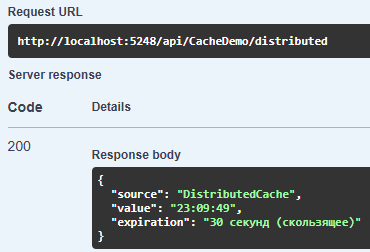 Request URL
http://localhost:5248/api/CacheDemo/distributed
Server response
Code Details
200
Response body
{
  "source": "DistributedCache",
  "value": "23:09:49",
  "expiration": "30 секунд (скользящее)"
}